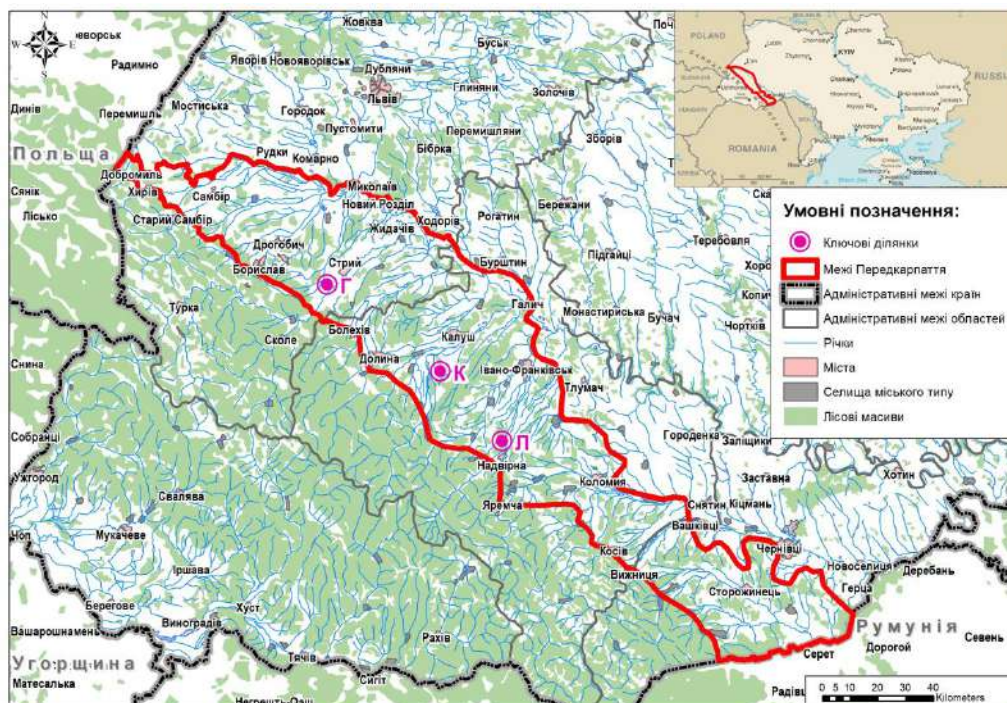 N
W
E
S
Жовква
Буськ
Поч
еворськ
Яворів
Новояворівськ
Дубляни
Глиняни
Радимно
Львів
Золочів
Динів
Мостиська
Городок
Перемишль
Пустомити
Перемишляни
Зборів
Бібрка
Польща
Рудки
Комарно
Добромиль
Сянік
Хирів
Самбір
Миколаїв
Новий Розділ
Ходорів
Рогатин
Бережани
Лісько
Старий Самбір
Жидачів
Теребовля
Дрогобич
Стрий
Бурштин
Підгайці
Борислав
Г
Галич
Монастириська
Бучач
Чортків
Турка
Болехів
Сколе
Калуш
Снина
Долина
К
Івано-Франківськ
Тлумач
Собранці
Л
Городенка
Заліщики
Надвірна
Хотин
Ужгород
Коломия
Заставна
Свалява
Яремча
Снятин
Кіцмань
Вашківці
Мукачеве
Чернівці
Косів
Новоселиця
Деребань
Іршава
Вижниця
Герца
Сторожинець
Берегове
Хуст
Вашарошнамень
Виноградів
Рахів
Румунія
Севень
Дорогой
Серет
Угорщина
Тячів
Матесалька
Сигіт
Негрешть-Оаш
Радівц
POLAND
KYIV
RUSSIA
ROMANIA
Умовні позначення:
Ключові ділянки
Межі Передкарпаття
Адміністративні межі країн
Адміністративні межі областей
Річки
Міста
Селища міського типу
Лісові масиви
0 5 10 20 30 40
Kilometers